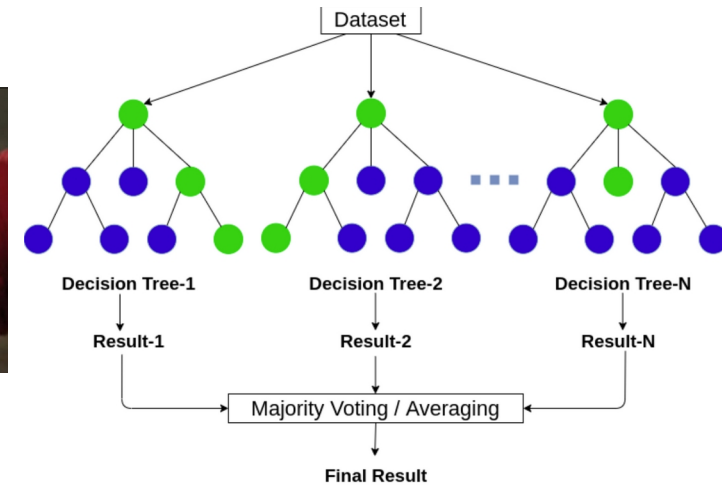 Dataset
Decision Tree-1
Decision Tree-2
Decision Tree-N
Result-1
Result-2
Result-N
Majority Voting / Averaging
Final Result